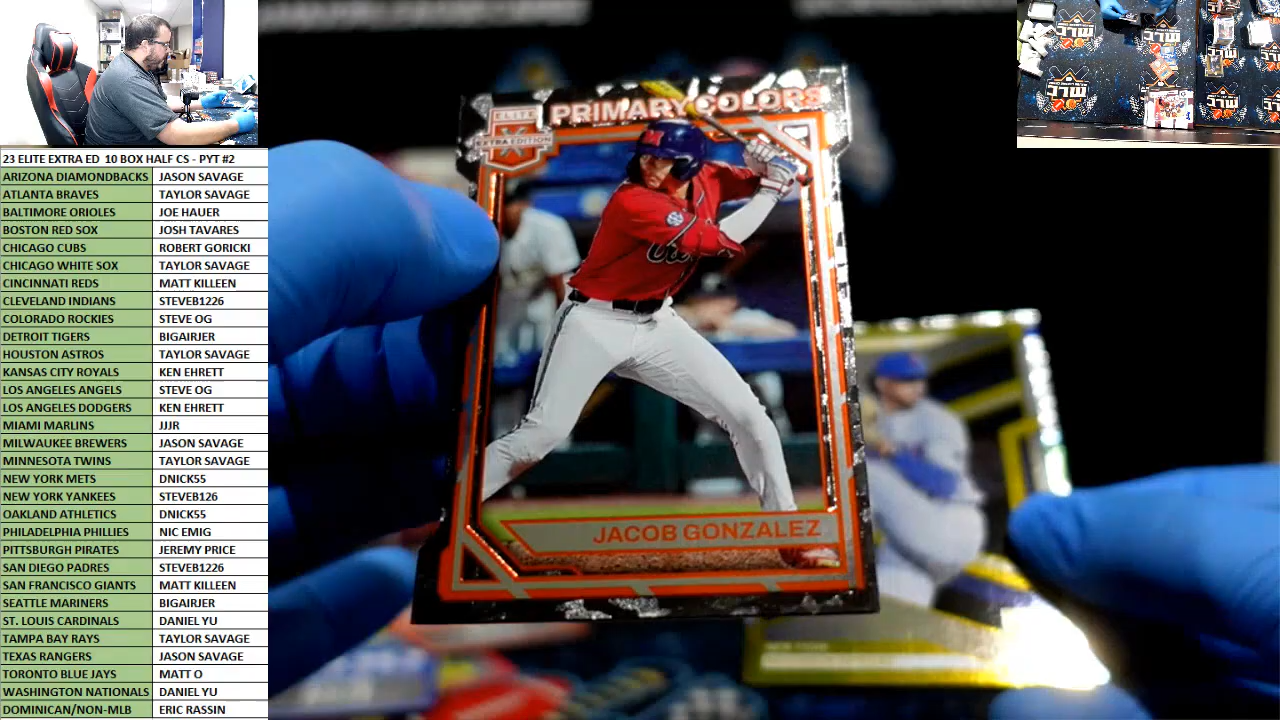 23 ELITE EXTRA ED 10 BOX HALF CS - PYT #2
ARIZONA DIAMONDBACKS JASON SAVAGE
ATLANTA BRAVES TAYLOR SAVAGE
BALTIMORE ORIOLES JOE HAUER
BOSTON RED SOX JOSH TAVARES
CHICAGO CUBS ROBERT GORICKI
CHICAGO WHITE SOX TAYLOR SAVAGE
CINCINNATI REDS MATT KILLEEN
CLEVELAND INDIANS STEVEB1226
COLORADO ROCKIES STEVE OG
DETROIT TIGERS BIGAIRJER
HOUSTON ASTROS TAYLOR SAVAGE
KANSAS CITY ROYALS KEN EHRETT
LOS ANGELES ANGELS STEVE OG
LOS ANGELES DODGERS KEN EHRETT
MIAMI MARLINS JJJR
MILWAUKEE BREWERS JASON SAVAGE
MINNESOTA TWINS TAYLOR SAVAGE
NEW YORK METS DNICK55
NEW YORK YANKEES STEVEB126
OAKLAND ATHLETICS DNICK55
PHILADELPHIA PHILLIES NIC EMIG
PITTSBURGH PIRATES JEREMY PRICE
SAN DIEGO PADRES STEVEB1226
SAN FRANCISCO GIANTS MATT KILLEEN
SEATTLE MARINERS BIGAIRJER
ST. LOUIS CARDINALS DANIEL YU
TAMPA BAY RAYS TAYLOR SAVAGE
TEXAS RANGERS JASON SAVAGE
TORONTO BLUE JAYS MATT O
WASHINGTON NATIONALS DANIEL YU
DOMINICAN/NON-MLB ERIC RASSIN
PRIMARY COLORS
ELITE
EXTRA EDITION
M
JACOB GONZALEZ